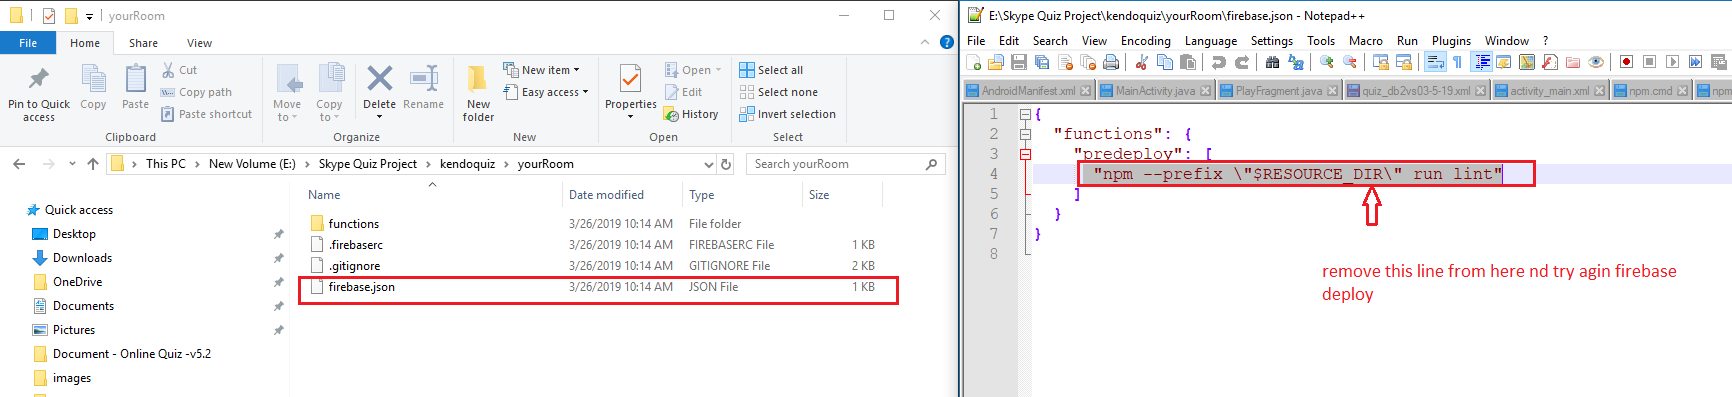 yourRoom
File Home Share View
Pin to Quick access
Copy
Paste
Cut
Copy path
Paste shortcut
Clipboard
Move to
Copy to
Delete
Rename
Organize
New folder
New item
Easy access
New
Properties
Open
Edit
History
Open
Select all
Select none
Invert selection
Select
This PC > New Volume (E:) > Skype Quiz Project > kendoquiz > yourRoom
Search yourRoom
Name Date modified Type Size
functions 3/26/2019 10:14 AM File folder
.firebaserc 3/26/2019 10:14 AM FIREBASERC File 1 KB
.gitignore 3/26/2019 10:14 AM GITIGNORE File 2 KB
firebase.json 3/26/2019 10:14 AM JSON File 1 KB
Quick access
Desktop
Downloads
OneDrive
Documents
Pictures
Document - Online Quiz -v5.2
images
E:\Skype Quiz Project\kendoquiz\yourRoom\firebase.json - Notepad++
File Edit Search View Encoding Language Settings Tools Macro Run Plugins Window ?
AndroidManifest.xml MainActivity.java PlayFragment.java quiz_db2vs03-5-19.xml activity_main.xml npm.cmd npm
1 {
2 "functions": {
3 "predeploy": [
4 "npm --prefix \"$RESOURCE_DIR\" run lint"
5 ]
6 }
7 }
8
remove this line from here nd try agin firebase
deploy